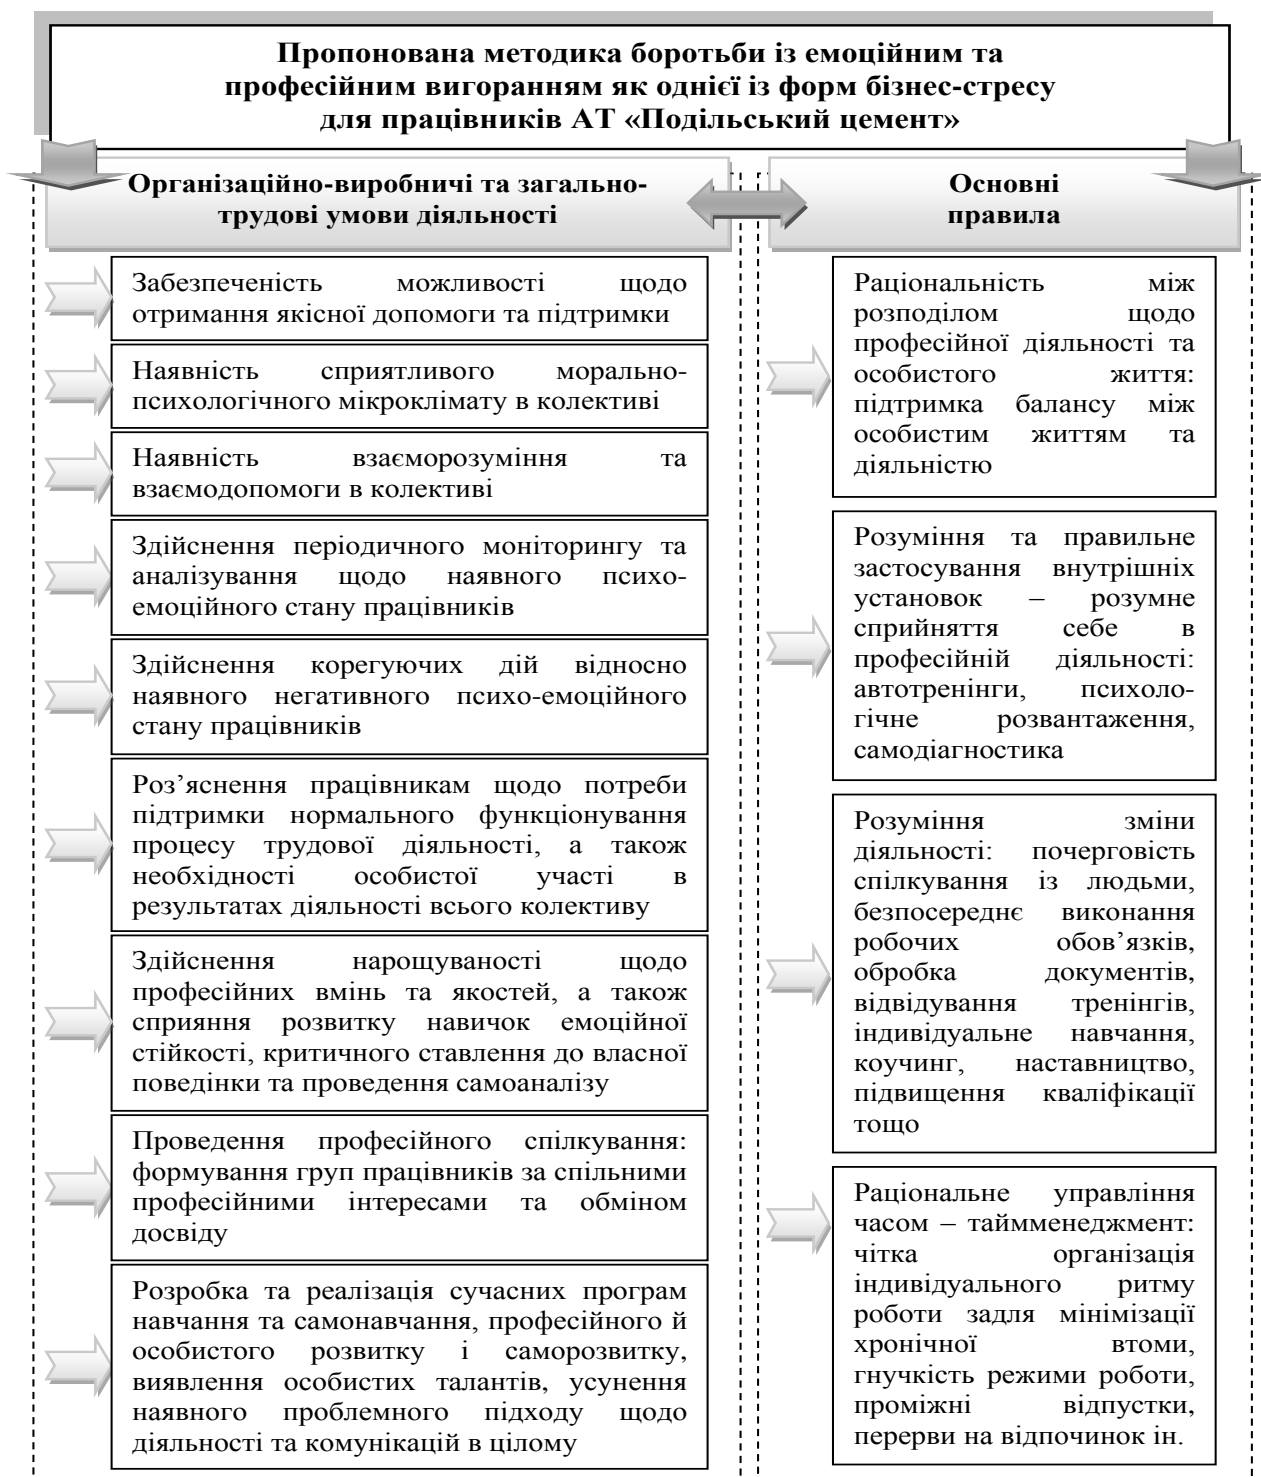 Пропонована методика боротьби із емоційним та
професійним вигоранням як однієї із форм бізнес-стресу
для працівників АТ «Подільський цемент»
Організаційно-виробничі та загально-
трудові умови діяльності
Забезпеченість можливості щодо
отримання якісної допомоги та підтримки
Наявність сприятливого морально-
психологічного мікроклімату в колективі
Наявність взаєморозуміння та
взаємодопомоги в колективі
Здійснення періодичного моніторингу та
аналізування щодо наявного психо-
емоційного стану працівників
Здійснення корегуючих дій відносно
наявного негативного психо-емоційного
стану працівників
Роз’яснення працівникам щодо потреби
підтримки нормального функціонування
процесу трудової діяльності, а також
необхідності особистої участі в
результатах діяльності всього колективу
Здійснення нарощуваності щодо
професійних вмінь та якостей, а також
сприяння розвитку навичок емоційної
стійкості, критичного ставлення до власної
поведінки та проведення самоаналізу
Проведення професійного спілкування:
формування груп працівників за спільними
професійними інтересами та обміном
досвіду
Розробка та реалізація сучасних програм
навчання та самонавчання, професійного й
особистого розвитку і саморозвитку,
виявлення особистих талантів, усунення
наявного проблемного підходу щодо
діяльності та комунікацій в цілому
Основні
правила
Раціональність між
розподілом щодо
професійної діяльності та
особистого життя:
підтримка балансу між
особистим життям та
діяльністю
Розуміння та правильне
застосування внутрішніх
установок – розумне
сприйняття себе в
професійній діяльності:
автотренінги, психоло-
гічне розвантаження,
самодіагностика
Розуміння зміни
діяльності: почерговість
спілкування із людьми,
безпосереднє виконання
робочих обов’язків,
обробка документів,
відвідування тренінгів,
індивідуальне навчання,
коучинг, наставництво,
підвищення кваліфікації
тощо
Раціональне управління
часом – таймменеджмент:
чітка організація
індивідуального ритму
роботи задля мінімізації
хронічної втоми,
гнучкість режими роботи,
проміжні відпустки,
перерви на відпочинок ін.